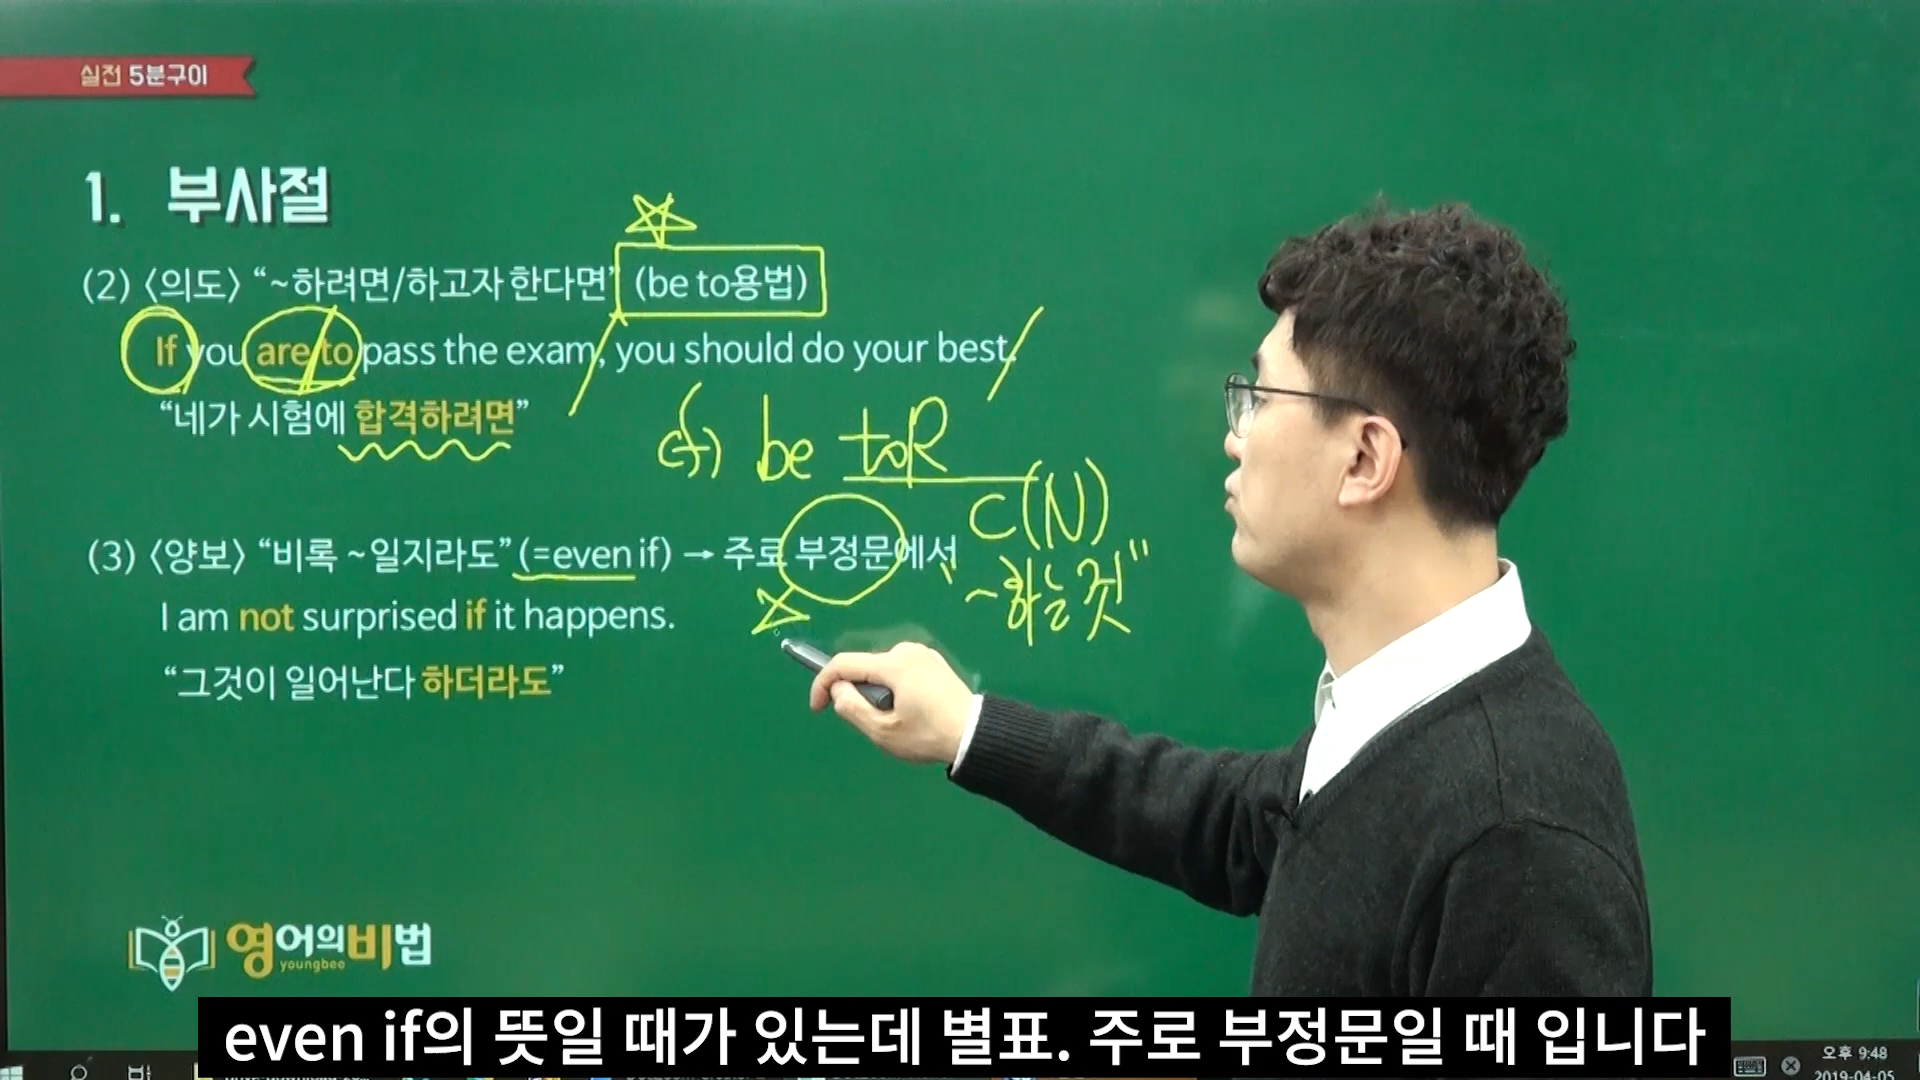 실전 5분구이
1. 부사절
(2) 〈의도〉 “~하려면/하고자 한다면” (be to용법)
If you are to pass the exam, you should do your best.
“네가 시험에 합격하려면”
cf) be to R
C(N)
“~하는 것”
(3) 〈양보〉 “비록 ~일지라도” (=even if) → 주로 부정문에서
I am not surprised if it happens.
“그것이 일어난다 하더라도”
영어의비법
youngbee
even if의 뜻일 때가 있는데 별표. 주로 부정문일 때 입니다
오후 9:48
2019-04-05